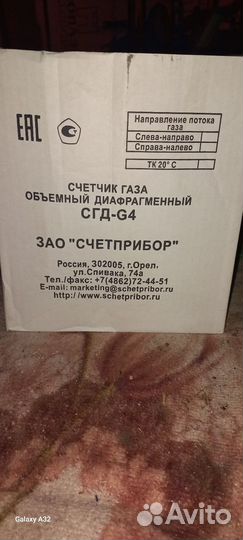 EAC
Направление потока
газа
Слева-направо
Справа-налево
ТК 20° С
СЧЕТЧИК ГАЗА
ОБЪЕМНЫЙ ДИАФРАГМЕННЫЙ
СГД-G4
ЗАО "СЧЕТПРИБОР"
Россия, 302005, г.Орел,
ул.Спивака, 74а
Тел./факс: +7(4862)72-44-51
E-mail: marketing@schetpribor.ru
http://www.schetpribor.ru
Galaxy A32
Avito